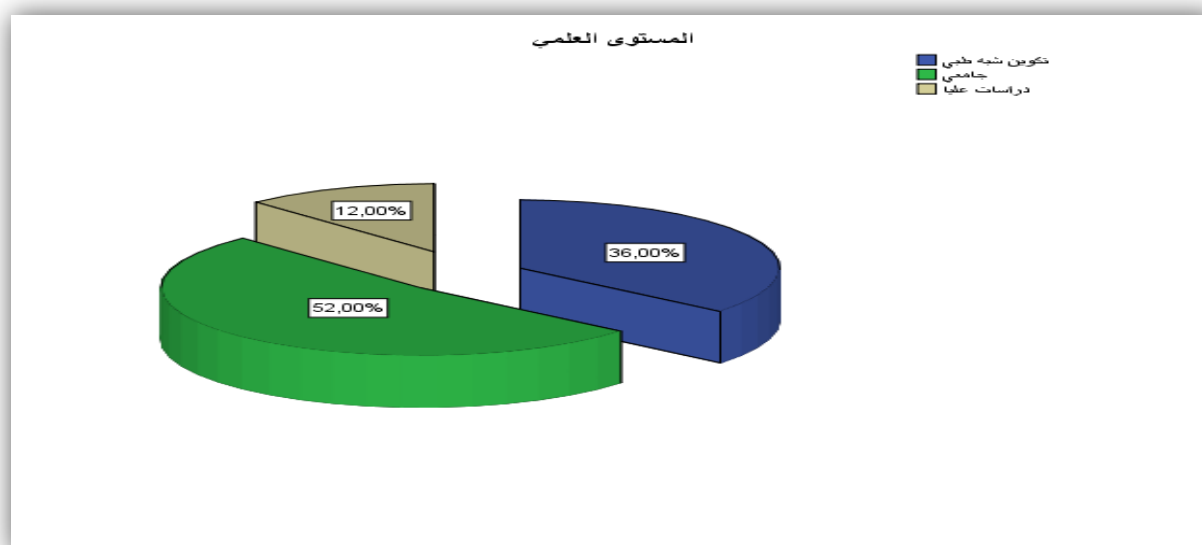 المستوى العلمي
تكوين شبه طبي
جامعي
دراسات عليا
12,00%
36,00%
52,00%